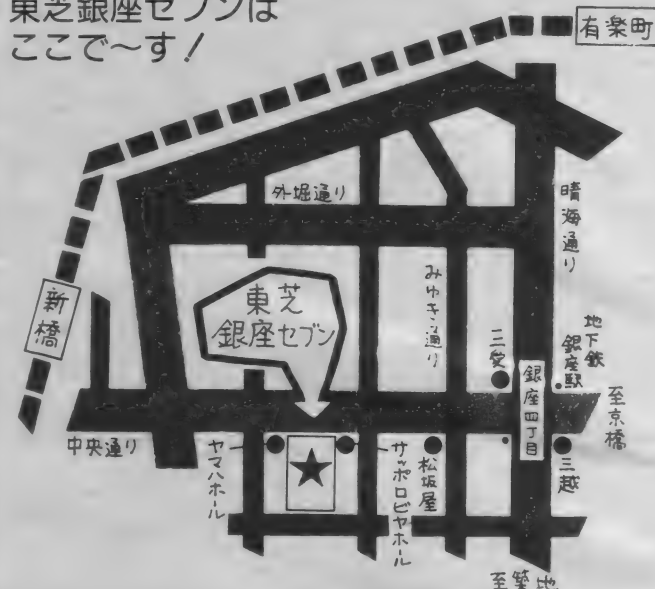 東芝銀座セブンは
ここで〜す！
有楽町
外堀通り
晴海通り
みゆき通り
新橋
東芝
銀座セブン
三愛
地下鉄
銀座駅
銀座四丁目
至京橋
中央通り
ヤマハホール
サッポロビヤホール
松坂屋
三越
至築地